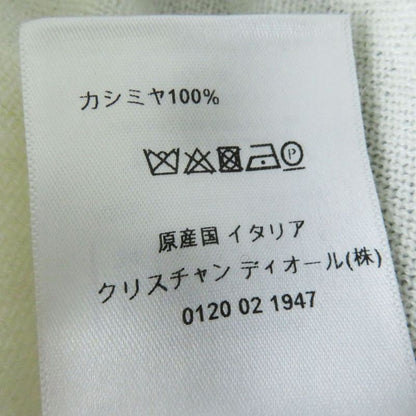 カシミヤ100%
P
原産国 イタリア
クリスチャン ディオール(株)
0120 02 1947